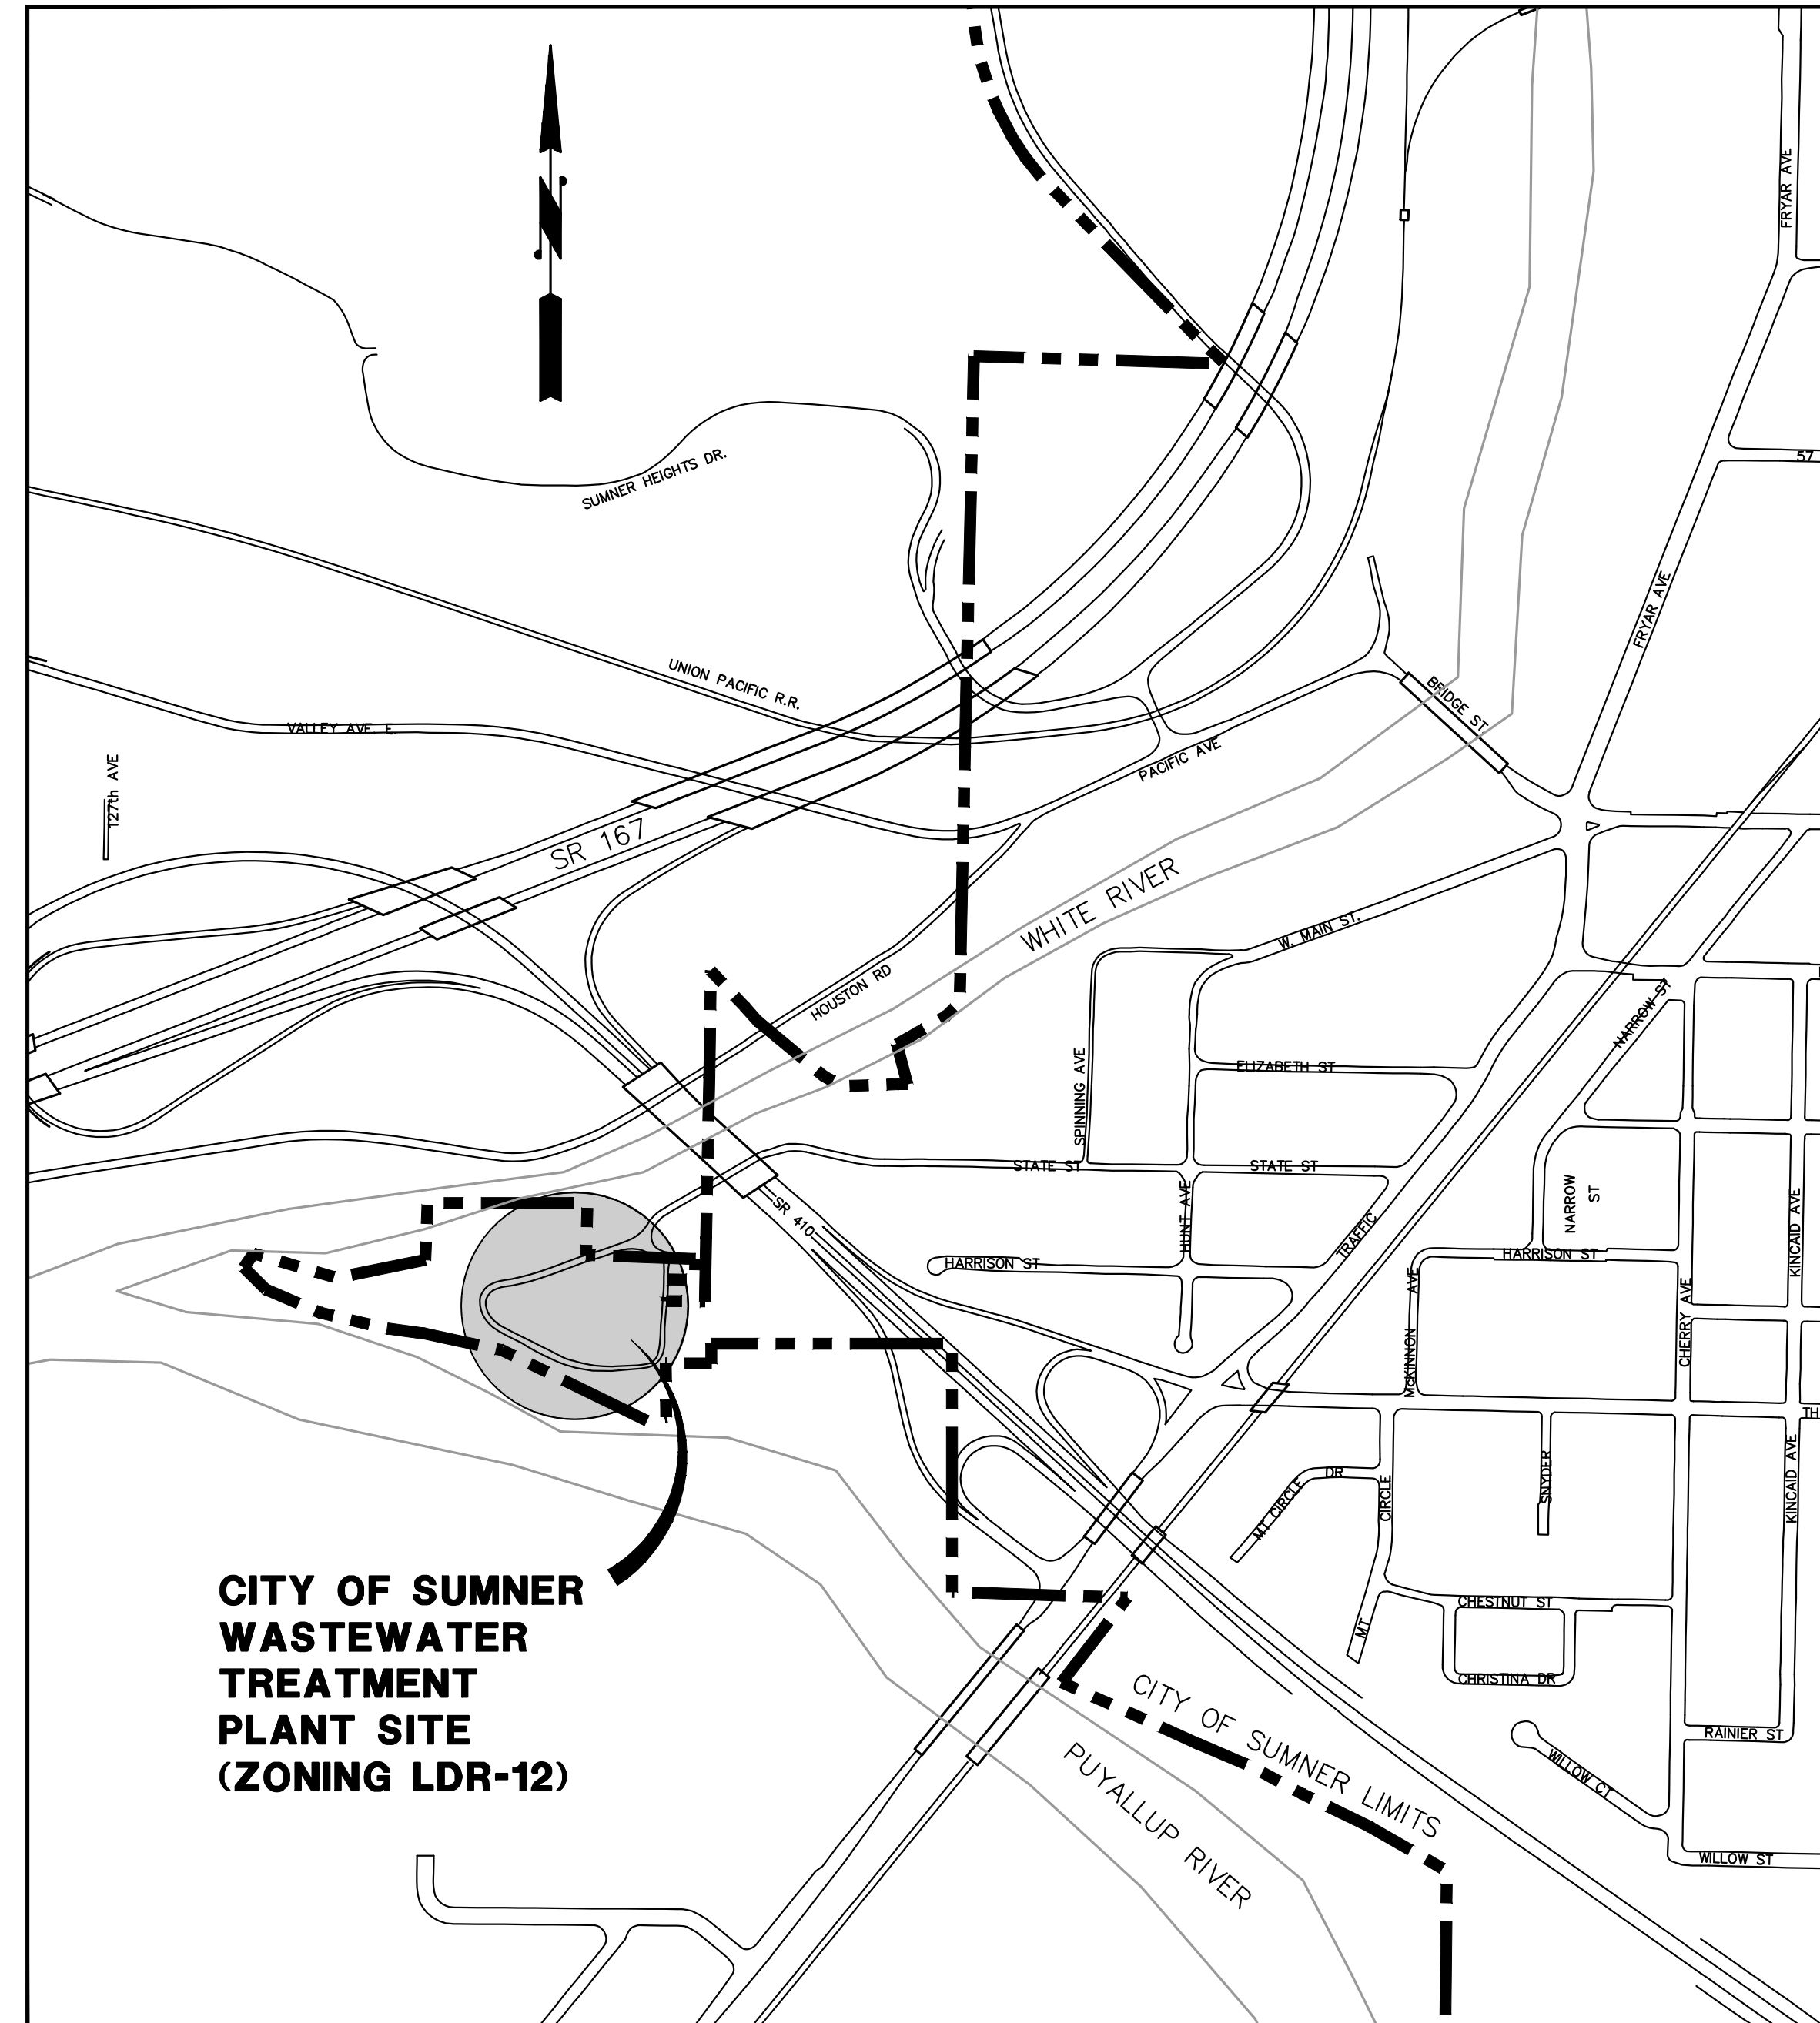 N
FRYAR AVE
57
SUMNER HEIGHTS DR.
FRYAR AVE
UNION PACIFIC R.R.
BRIDGE ST
VALLEY AVE. E.
PACIFIC AVE
127th AVE
SR 167
WHITE RIVER
W. MAIN ST.
HOUSTON RD
NARROW ST
SPINNING AVE
ELIZABETH ST
STATE ST
STATE ST
NARROW
ST
SR 410
HUNT AVE
TRAFFIC
KINCAID AVE
HARRISON ST
HARRISON ST
McKINNON AVE
CHERRY AVE
TH
MT CIRCLE DR
CIRCLE
SNYDER
KINCAID AVE
CITY OF SUMNER
WASTEWATER
TREATMENT
PLANT SITE
(ZONING LDR-12)
CHESTNUT ST
MT
CHRISTINA DR
CITY OF SUMNER LIMITS
RAINIER ST
PUYALLUP RIVER
WILLOW CT
WILLOW ST